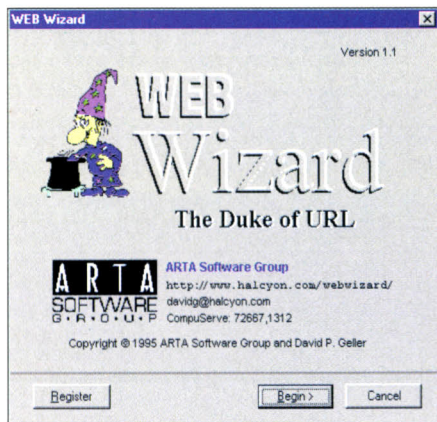 WEB Wizard
Version 1.1
WEB
Wizard
The Duke of URL
ARTA
SOFTWARE
G•R•O•U•P
ARTA Software Group
http://www.halcyon.com/webwizard/
davidg@halcyon.com
CompuServe: 72667,1312
Copyright © 1995 ARTA Software Group and David P. Geller
Register
Begin >
Cancel